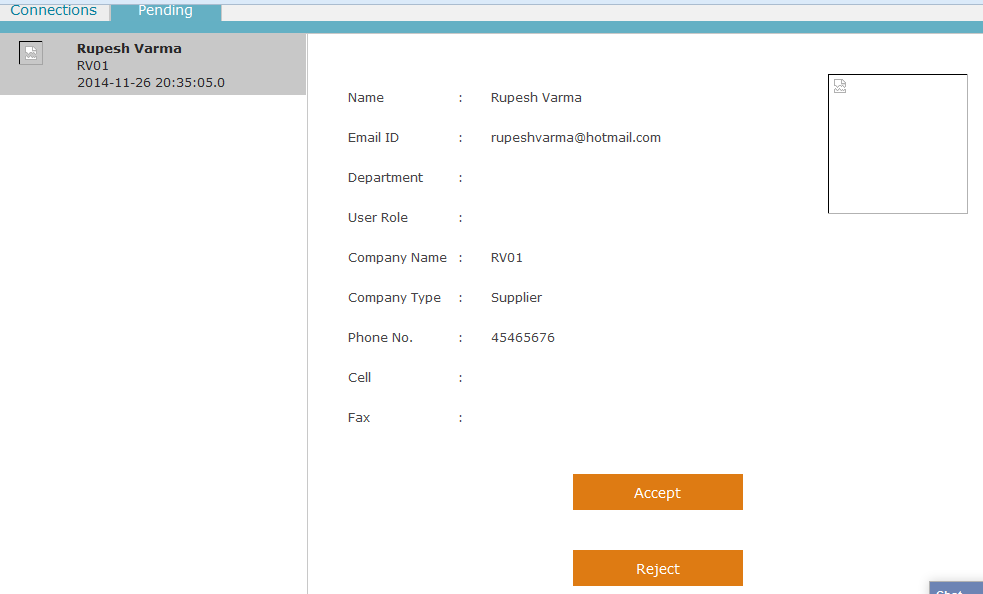 Connections Pending
Rupesh Varma
RV01
2014-11-26 20:35:05.0
Name : Rupesh Varma
Email ID : rupeshvarma@hotmail.com
Department :
User Role :
Company Name : RV01
Company Type : Supplier
Phone No. : 45465676
Cell :
Fax :
Accept
Reject
Chat